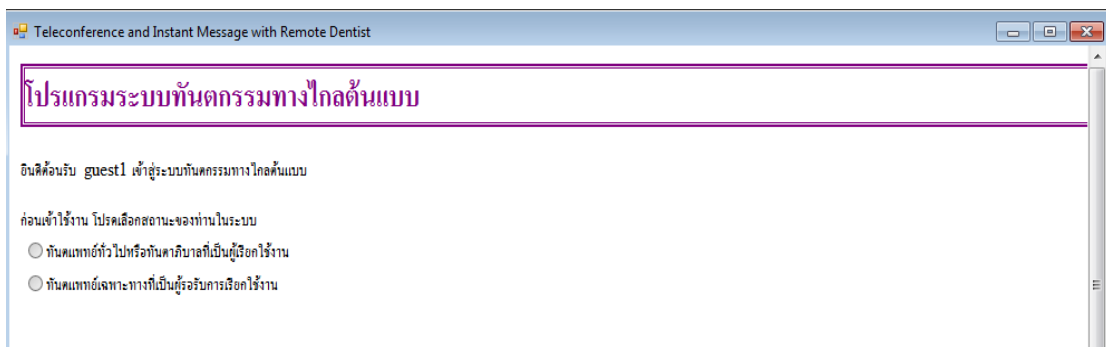 Teleconference and Instant Message with Remote Dentist
โปรแกรมระบบทันตกรรมทางไกลต้นแบบ
ยินดีต้อนรับ guest1 เข้าสู่ระบบทันตกรรมทางไกลต้นแบบ
ก่อนเข้าใช้งาน โปรดเลือกสถานะของท่านในระบบ
ทันตแพทย์ทั่วไปหรือทันตาภิบาลที่เป็นผู้เรียกใช้งาน
ทันตแพทย์เฉพาะทางที่เป็นผู้รอรับการเรียกใช้งาน